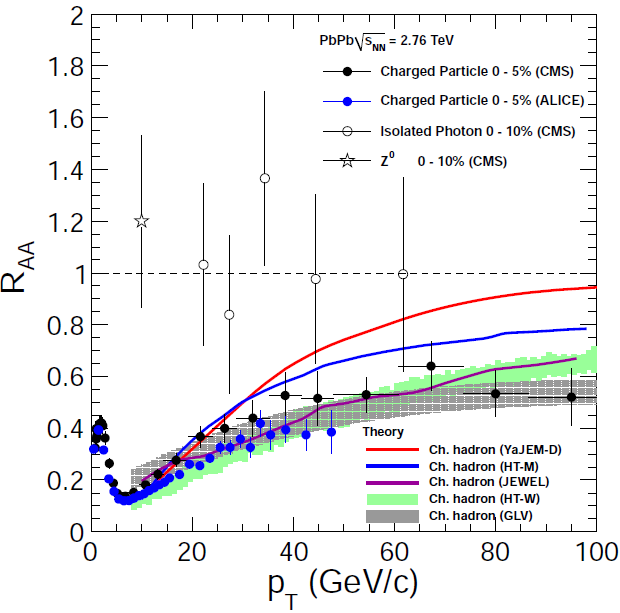 PbPb√sNN = 2.76 TeV
Charged Particle 0 - 5% (CMS)
Charged Particle 0 - 5% (ALICE)
Isolated Photon 0 - 10% (CMS)
Z0 0 - 10% (CMS)
2
1.8
1.6
1.4
1.2
1
0.8
0.6
0.4
0.2
0
RAA
Theory
Ch. hadron (YaJEM-D)
Ch. hadron (HT-M)
Ch. hadron (JEWEL)
Ch. hadron (HT-W)
Ch. hadron (GLV)
0 20 40 60 80 100
pT (GeV/c)